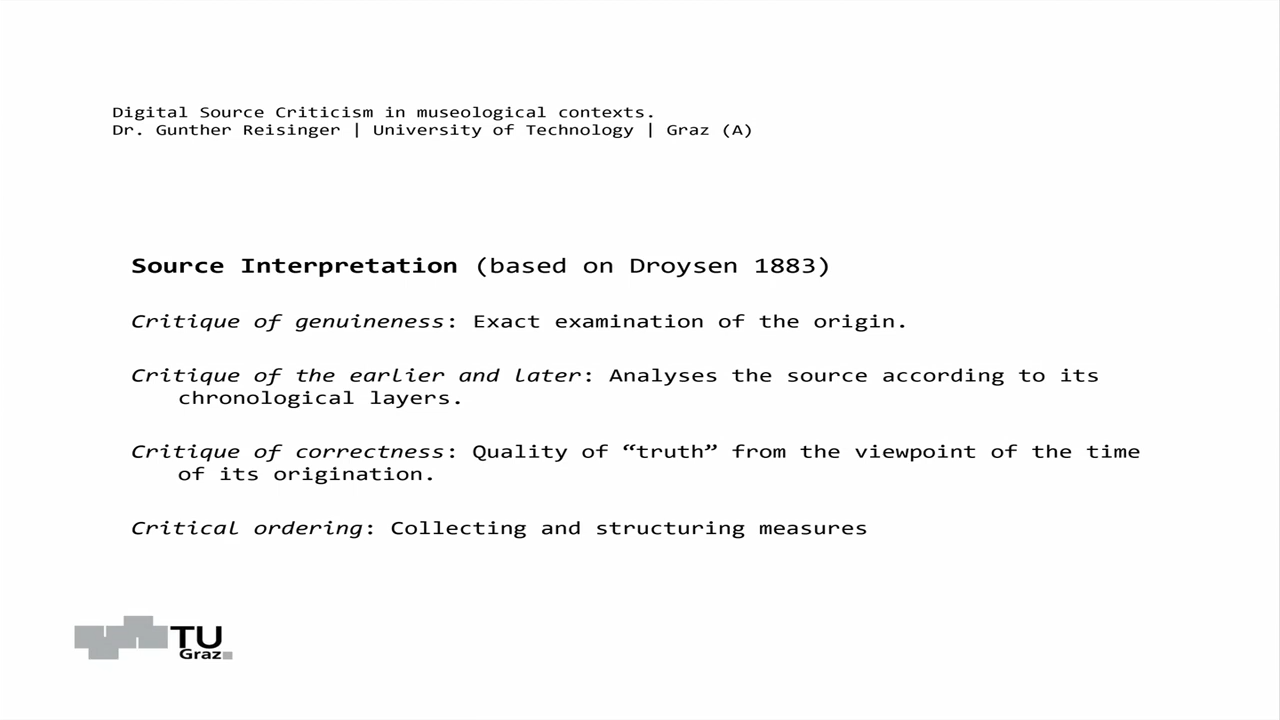 Digital Source Criticism in museological contexts.
Dr. Gunther Reisinger | University of Technology | Graz (A)
Source Interpretation (based on Droysen 1883)
Critique of genuineness: Exact examination of the origin.
Critique of the earlier and later: Analyses the source according to its
chronological layers.
Critique of correctness: Quality of “truth” from the viewpoint of the time
of its origination.
Critical ordering: Collecting and structuring measures
TU
Graz